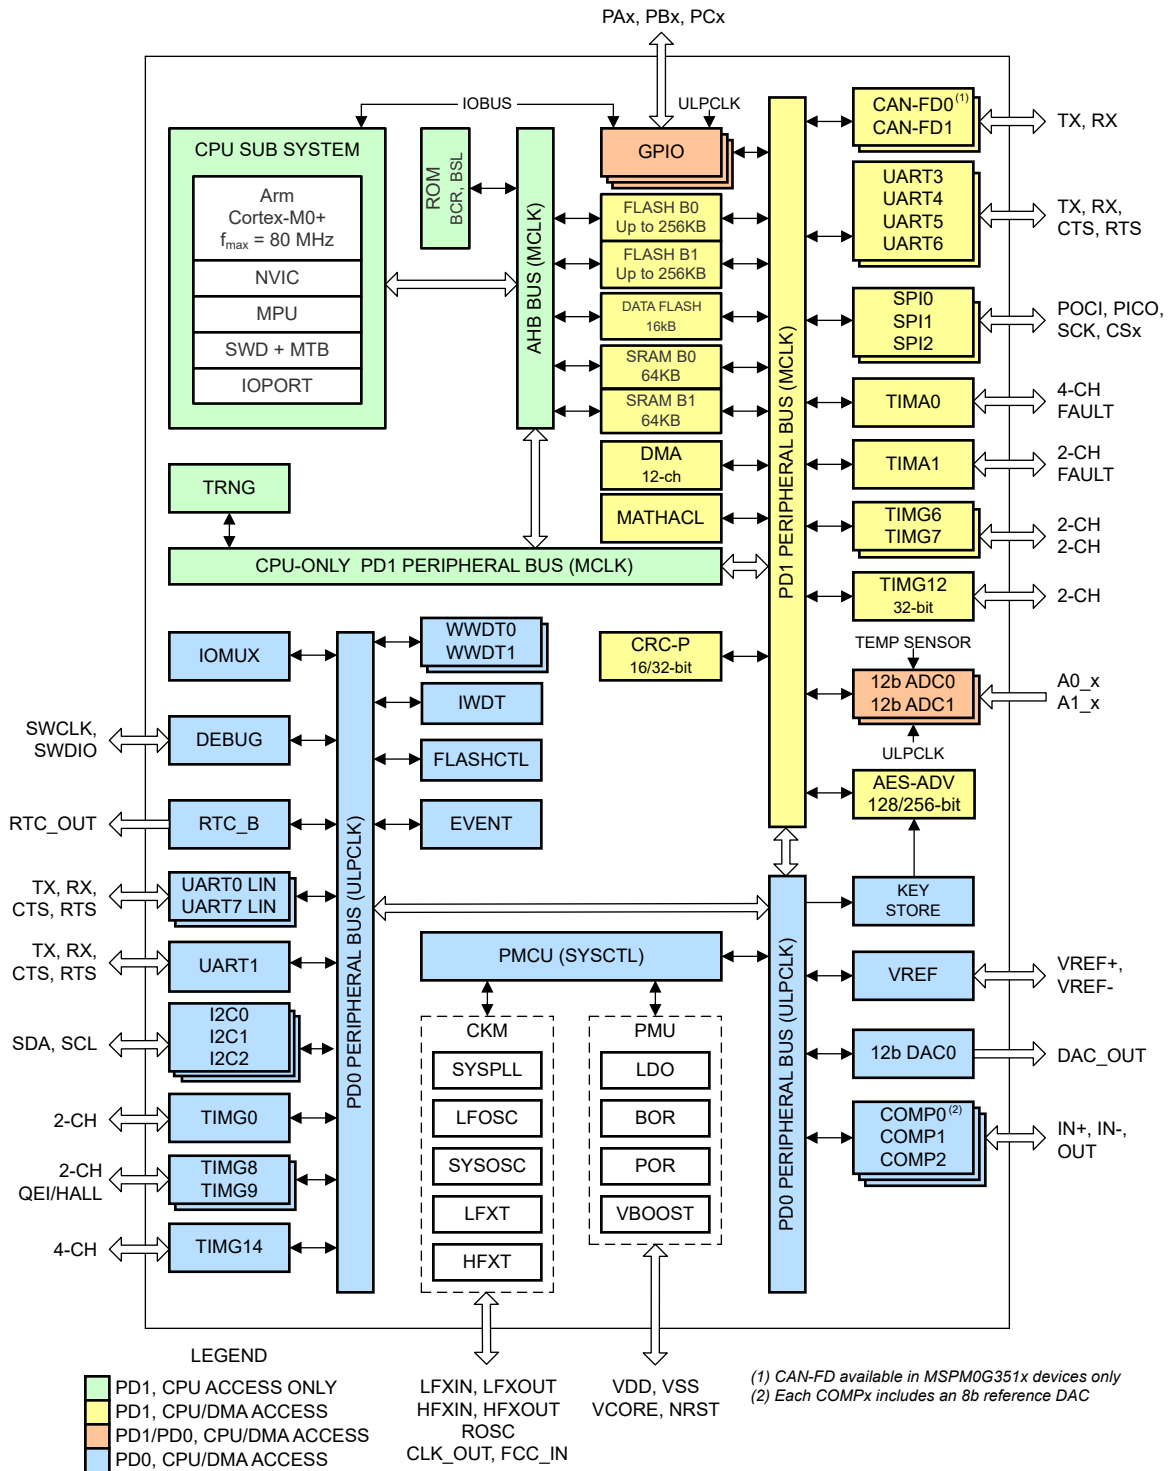 PAx, PBx, PCx
IOBUS
ULPCLK
CPU SUB SYSTEM
Arm
Cortex-M0+
fmax = 80 MHz
NVIC
MPU
SWD + MTB
IOPORT
ROM
BCR, BSL
AHB BUS (MCLK)
GPIO
FLASH B0
Up to 256KB
FLASH B1
Up to 256KB
DATA FLASH
16kB
SRAM B0
64KB
SRAM B1
64KB
DMA
12-ch
MATHACL
TRNG
CPU-ONLY PD1 PERIPHERAL BUS (MCLK)
CRC-P
16/32-bit
PD1 PERIPHERAL BUS (MCLK)
CAN-FD0(1)
CAN-FD1
TX, RX
UART3
UART4
UART5
UART6
TX, RX,
CTS, RTS
SPI0
SPI1
SPI2
POCI, PICO,
SCK, CSx
TIMA0
4-CH
FAULT
TIMA1
2-CH
FAULT
TIMG6
TIMG7
2-CH
2-CH
TIMG12
32-bit
2-CH
TEMP SENSOR
12b ADC0
12b ADC1
A0_x
A1_x
ULPCLK
AES-ADV
128/256-bit
KEY
STORE
VREF
VREF+,
VREF-
12b DAC0
DAC_OUT
COMP0(2)
COMP1
COMP2
IN+, IN-,
OUT
PD0 PERIPHERAL BUS (ULPCLK)
IOMUX
SWCLK,
SWDIO
DEBUG
RTC_OUT
RTC_B
TX, RX,
CTS, RTS
UART0 LIN
UART7 LIN
TX, RX,
CTS, RTS
UART1
SDA, SCL
I2C0
I2C1
I2C2
2-CH
TIMG0
2-CH
QEI/HALL
TIMG8
TIMG9
4-CH
TIMG14
PD0 PERIPHERAL BUS (ULPCLK)
WWDT0
WWDT1
IWDT
FLASHCTL
EVENT
PMCU (SYSCTL)
CKM
SYSPLL
LFOSC
SYSOSC
LFXT
HFXT
PMU
LDO
BOR
POR
VBOOST
LFXIN, LFXOUT
HFXIN, HFXOUT
ROSC
CLK_OUT, FCC_IN
VDD, VSS
VCORE, NRST
LEGEND
PD1, CPU ACCESS ONLY
PD1, CPU/DMA ACCESS
PD1/PD0, CPU/DMA ACCESS
PD0, CPU/DMA ACCESS
(1) CAN-FD available in MSPM0G351x devices only
(2) Each COMPx includes an 8b reference DAC